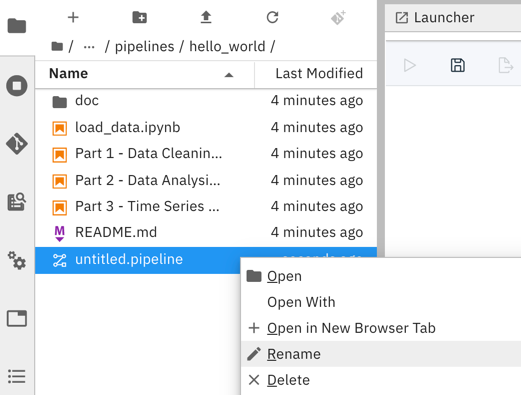 Launcher
/ ··· / pipelines / hello_world /
Name Last Modified
doc 4 minutes ago
load_data.ipynb 4 minutes ago
Part 1 - Data Cleanin... 4 minutes ago
Part 2 - Data Analysi... 4 minutes ago
Part 3 - Time Series ... 4 minutes ago
M README.md 4 minutes ago
untitled.pipeline seconds ago
Open
Open With
Open in New Browser Tab
Rename
Delete